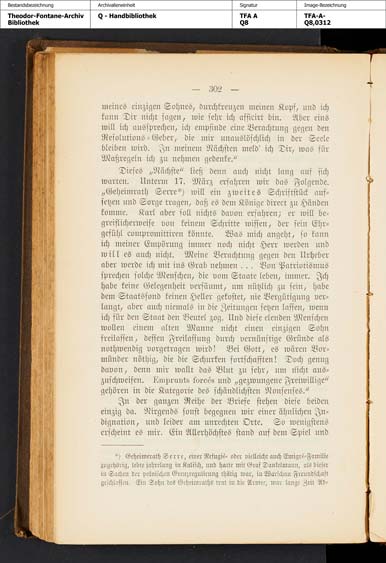 Bestandsbezeichnung
Archivalieneinheit
Signatur
Image-Bezeichnung
Theodor-Fontane-Archiv
Bibliothek
Q - Handbibliothek
TFA A
Q8
TFA-A-
Q8,0312
— 302 —
meines einzigen Sohnes, durchkreuzen meinen Kopf, und ich
kann Dir nicht sagen, wie sehr ich afficirt bin. Aber eins
will ich aussprechen, ich empfinde eine Verachtung gegen den
Resolutions-Geber, die mir unauslöschlich in der Seele
bleiben wird. In meinem Nächsten meld' ich Dir, was für
Maßregeln ich zu nehmen gedenke.“
Dieses „Nächste“ ließ denn auch nicht lang auf sich
warten. Unterm 17. März erfahren wir das Folgende.
„Geheimrath Serre*) will ein zweites Schriftstück auf-
setzen und Sorge tragen, daß es dem Könige direct zu Händen
komme. Karl aber soll nichts davon erfahren; er will be-
greiflicherweise von keinem Schritte wissen, der sein Ehr-
gefühl compromittiren könnte. Was mich angeht, so kann
ich meiner Empörung immer noch nicht Herr werden und
will es auch nicht. Meine Verachtung gegen den Urheber
aber werde ich mit ins Grab nehmen ... Von Patriotismus
sprechen solche Menschen, die vom Staate leben, immer. Ich
habe keine Gelegenheit versäumt, um nützlich zu sein, habe
dem Staatsfond keinen Heller gekostet, nie Vergütigung ver-
langt, aber auch niemals in die Zeitungen setzen lassen, wenn
ich für den Staat den Beutel zog. Und diese elenden Menschen
wollen einem alten Manne nicht einen einzigen Sohn
freilassen, dessen Freilassung durch vernünftige Gründe als
nothwendig vorgetragen wird! Bei Gott, es wären Vor-
münder nöthig, die die Schurken fortschafften! Doch genug
davon, denn mir wallt das Blut zu sehr, um nicht aus-
zuschweifen. Emprunts forcés und „gezwungene Freiwillige“
gehören in die Kategorie des schändlichsten Nonsenses.“
In der ganzen Reihe der Briefe stehen diese beiden
einzig da. Nirgends sonst begegnen wir einer ähnlichen In-
dignation, und leider am unrechten Orte. So wenigstens
erscheint es mir. Ein Allerhöchstes stand auf dem Spiel und
*) Geheimerath Serre, einer Refugié- oder vielleicht auch Emigré-Familie
zugehörig, lebte jahrelang in Kalisch, und hatte mit Graf Dankelmann, als dieser
in Sachen der polnischen Grenzregulirung thätig war, in Warschau Freundschaft
geschlossen. Ein Sohn des Geheimraths trat in die Armee, war lange Zeit Ad-